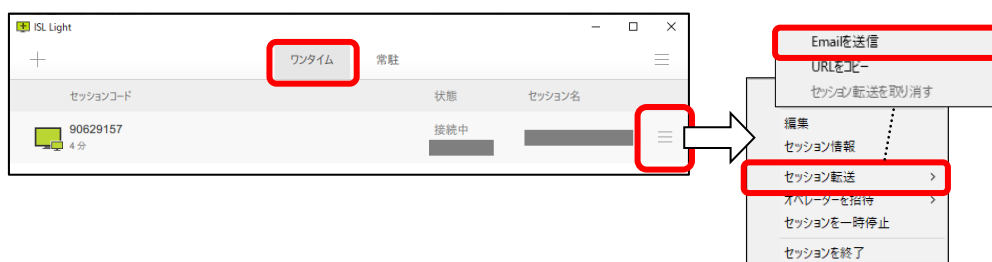 ISL Light
ワンタイム
常駐
セッションコード
状態
セッション名
90629157
接続中
4 分
Emailを送信
URLをコピー
セッション転送を取り消す
編集
セッション情報
セッション転送
オペレーターを招待
セッションを一時停止
セッションを終了